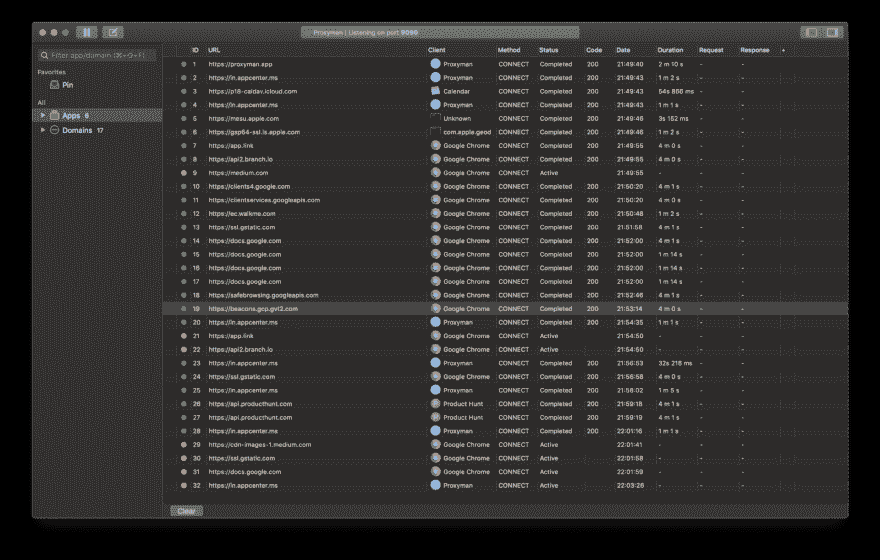 Proxyman | Listening on port 9090
Filter app/domain (⌘+⇧+F)
Favorites
Pin
All
Apps 6
Domains 17
ID URL Client Method Status Code Date Duration Request Response +
1 https://proxyman.app Proxyman CONNECT Completed 200 21:49:40 2 m 10 s - -
2 https://in.appcenter.ms Proxyman CONNECT Completed 200 21:49:43 1 m 2 s - -
3 https://p18-caldav.icloud.com Calendar CONNECT Completed 200 21:49:43 54s 866 ms - -
4 https://in.appcenter.ms Proxyman CONNECT Completed 200 21:49:43 1 m 1 s - -
5 https://mesu.apple.com Unknown CONNECT Completed 200 21:49:46 3s 152 ms - -
6 https://gsp64-ssl.ls.apple.com com.apple.geod CONNECT Completed 200 21:49:46 1 m 2 s - -
7 https://app.link Google Chrome CONNECT Completed 200 21:49:55 4 m 0 s - -
8 https://api2.branch.io Google Chrome CONNECT Completed 200 21:49:55 4 m 0 s - -
9 https://medium.com Google Chrome CONNECT Active 21:49:55 - - -
10 https://clients4.google.com Google Chrome CONNECT Completed 200 21:50:20 4 m 1 s - -
11 https://clientservices.googleapis.com Google Chrome CONNECT Completed 200 21:50:20 4 m 0 s - -
12 https://ec.walkme.com Google Chrome CONNECT Completed 200 21:50:48 1 m 2 s - -
13 https://ssl.gstatic.com Google Chrome CONNECT Completed 200 21:51:58 4 m 1 s - -
14 https://docs.google.com Google Chrome CONNECT Completed 200 21:52:00 4 m 1 s - -
15 https://docs.google.com Google Chrome CONNECT Completed 200 21:52:00 1 m 14 s - -
16 https://docs.google.com Google Chrome CONNECT Completed 200 21:52:00 1 m 14 s - -
17 https://docs.google.com Google Chrome CONNECT Completed 200 21:52:00 1 m 14 s - -
18 https://safebrowsing.googleapis.com Google Chrome CONNECT Completed 200 21:52:46 4 m 1 s - -
19 https://beacons.gcp.gvt2.com Google Chrome CONNECT Completed 200 21:53:14 4 m 0 s - -
20 https://in.appcenter.ms Proxyman CONNECT Completed 200 21:54:35 1 m 1 s - -
21 https://app.link Google Chrome CONNECT Active 21:54:50 - - -
22 https://api2.branch.io Google Chrome CONNECT Active 21:54:50 - - -
23 https://in.appcenter.ms Proxyman CONNECT Completed 200 21:56:53 32s 216 ms - -
24 https://ssl.gstatic.com Google Chrome CONNECT Completed 200 21:56:58 4 m 0 s - -
25 https://in.appcenter.ms Proxyman CONNECT Completed 200 21:58:02 1 m 5 s - -
26 https://api.producthunt.com Product Hunt CONNECT Completed 200 21:59:18 4 m 1 s - -
27 https://api.producthunt.com Product Hunt CONNECT Completed 200 21:59:19 4 m 1 s - -
28 https://in.appcenter.ms Proxyman CONNECT Completed 200 22:01:16 1 m 1 s - -
29 https://cdn-images-1.medium.com Google Chrome CONNECT Active 22:01:41 - - -
30 https://ssl.gstatic.com Google Chrome CONNECT Active 22:01:58 - - -
31 https://docs.google.com Google Chrome CONNECT Active 22:01:59 - - -
32 https://in.appcenter.ms Proxyman CONNECT Active 22:03:26 - - -
Clear